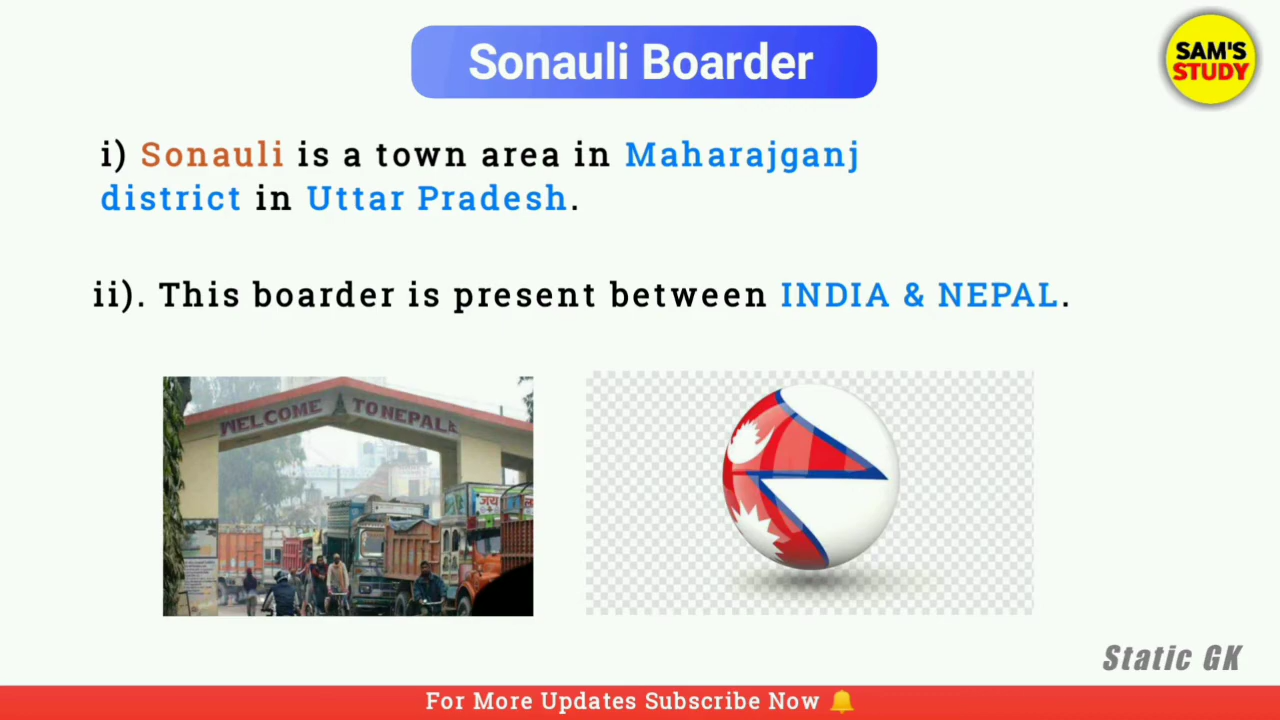 Sonauli Boarder
SAM'S
STUDY
i) Sonauli is a town area in Maharajganj
district in Uttar Pradesh.
ii). This boarder is present between INDIA & NEPAL.
WELCOME TO NEPAL
जय
Static GK
For More Updates Subscribe Now 🔔